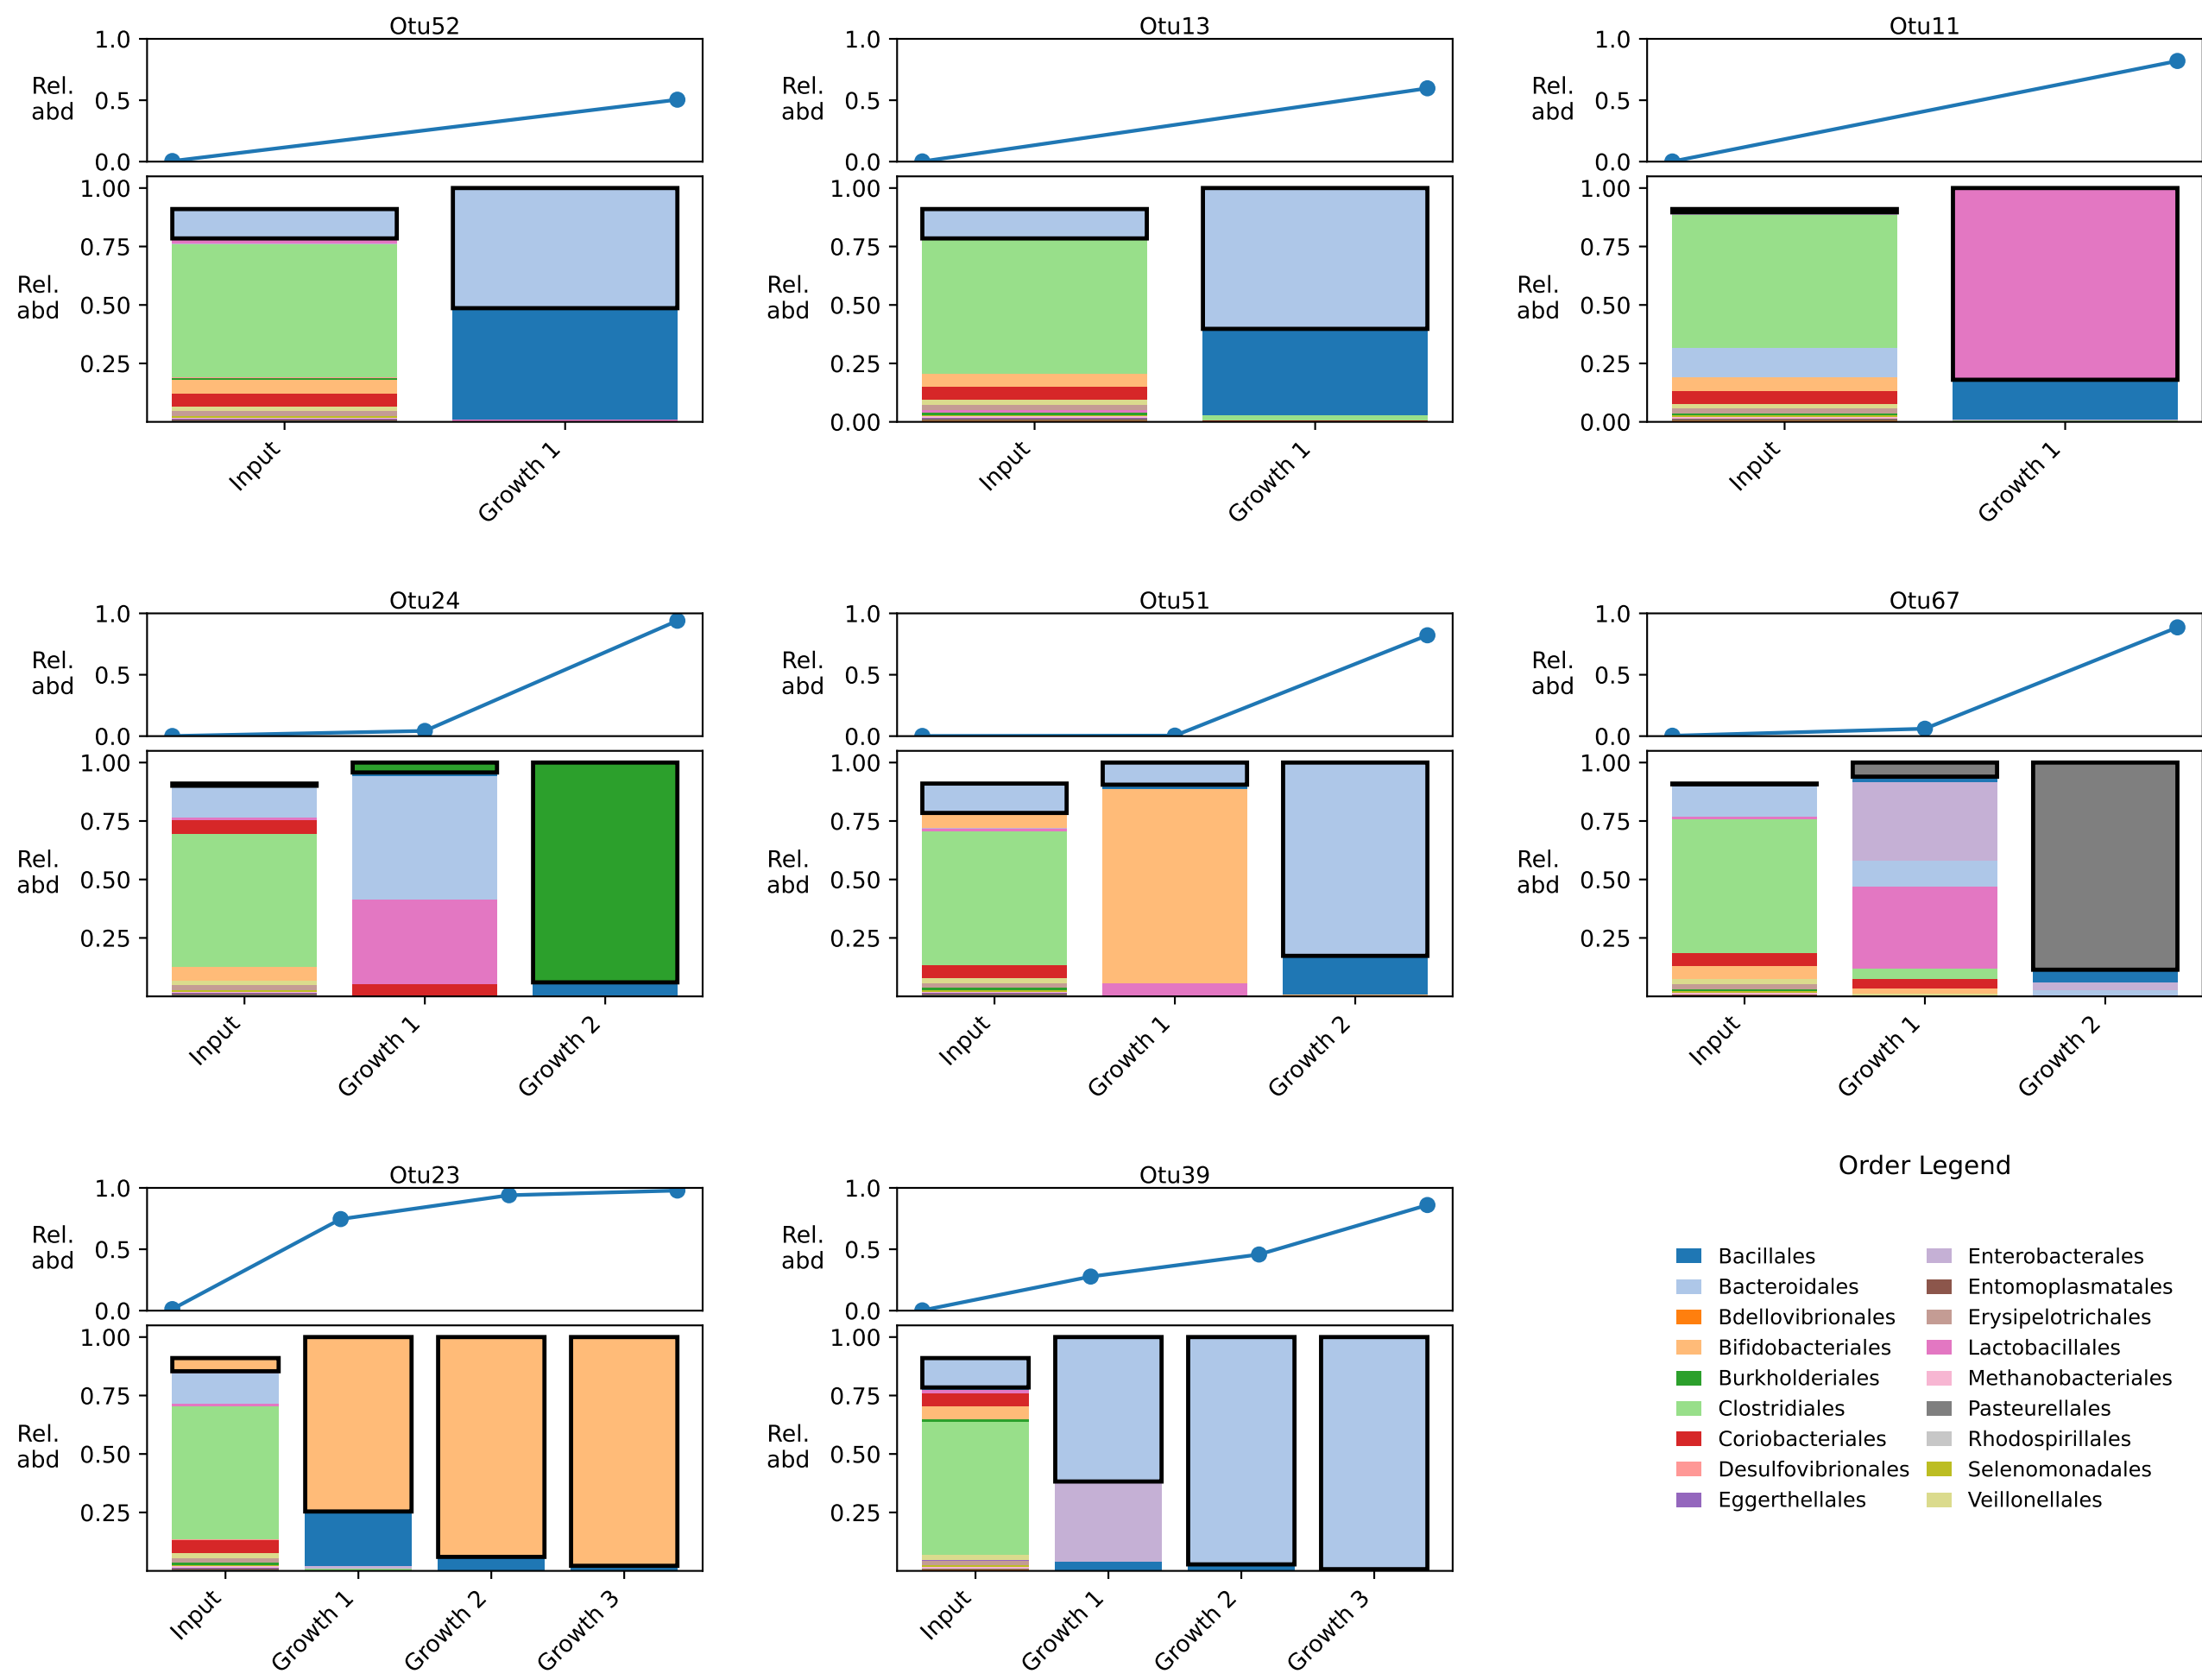 Otu52
1.0
0.5
0.0
Rel.
abd
1.00
0.75
0.50
0.25
Rel.
abd
Input
Growth 1
Otu13
1.0
0.5
0.0
Rel.
abd
1.00
0.75
0.50
0.25
0.00
Rel.
abd
Input
Growth 1
Otu11
1.0
0.5
0.0
Rel.
abd
1.00
0.75
0.50
0.25
0.00
Rel.
abd
Input
Growth 1
Otu24
1.0
0.5
0.0
Rel.
abd
1.00
0.75
0.50
0.25
Rel.
abd
Input
Growth 1
Growth 2
Otu51
1.0
0.5
0.0
Rel.
abd
1.00
0.75
0.50
0.25
Rel.
abd
Input
Growth 1
Growth 2
Otu67
1.0
0.5
0.0
Rel.
abd
1.00
0.75
0.50
0.25
Rel.
abd
Input
Growth 1
Growth 2
Otu23
1.0
0.5
0.0
Rel.
abd
1.00
0.75
0.50
0.25
Rel.
abd
Input
Growth 1
Growth 2
Growth 3
Otu39
1.0
0.5
0.0
Rel.
abd
1.00
0.75
0.50
0.25
Rel.
abd
Input
Growth 1
Growth 2
Growth 3
Order Legend
Bacillales
Bacteroidales
Bdellovibrionales
Bifidobacteriales
Burkholderiales
Clostridiales
Coriobacteriales
Desulfovibrionales
Eggerthellales
Enterobacterales
Entomoplasmatales
Erysipelotrichales
Lactobacillales
Methanobacteriales
Pasteurellales
Rhodospirillales
Selenomonadales
Veillonellales